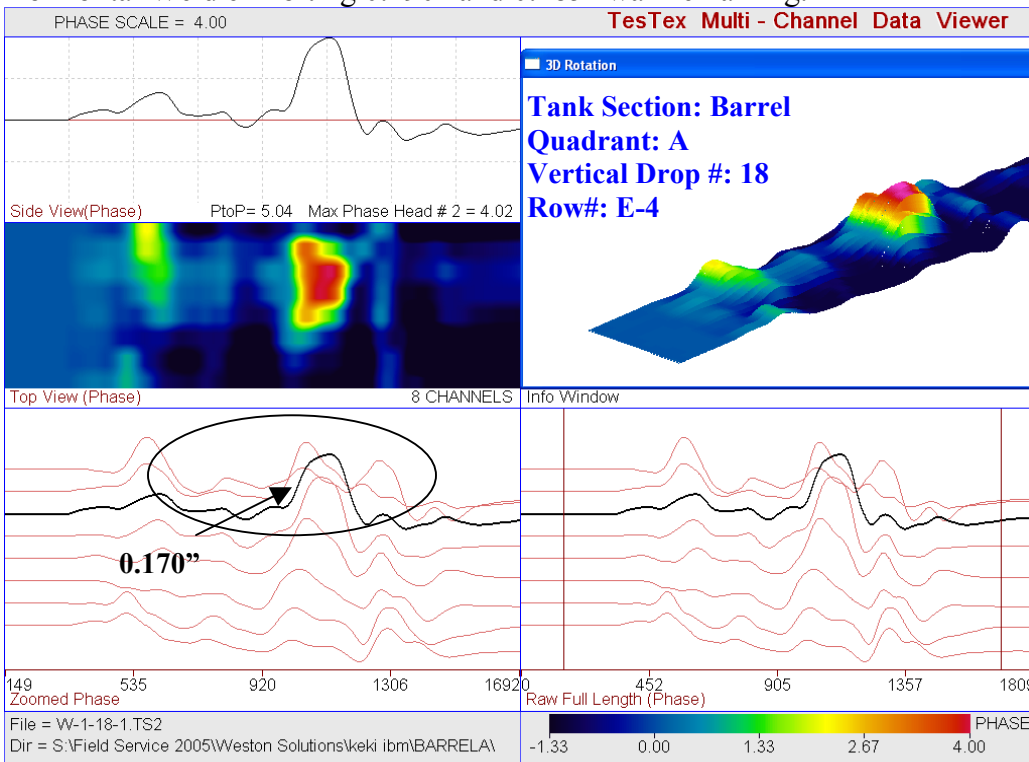 PHASE SCALE = 4.00
TesTex Multi - Channel Data Viewer
3D Rotation
Tank Section: Barrel
Quadrant: A
Vertical Drop #: 18
Row#: E-4
Side View(Phase) PtoP= 5.04 Max Phase Head # 2 = 4.02
Top View (Phase) 8 CHANNELS
Info Window
0.170”
149 535 920 1306 1692
Zoomed Phase
0 452 905 1357 1809
Raw Full Length (Phase)
File = W-1-18-1.TS2
Dir = S:\Field Service 2005\Weston Solutions\keki ibm\BARRELA\
PHASE
-1.33 0.00 1.33 2.67 4.00